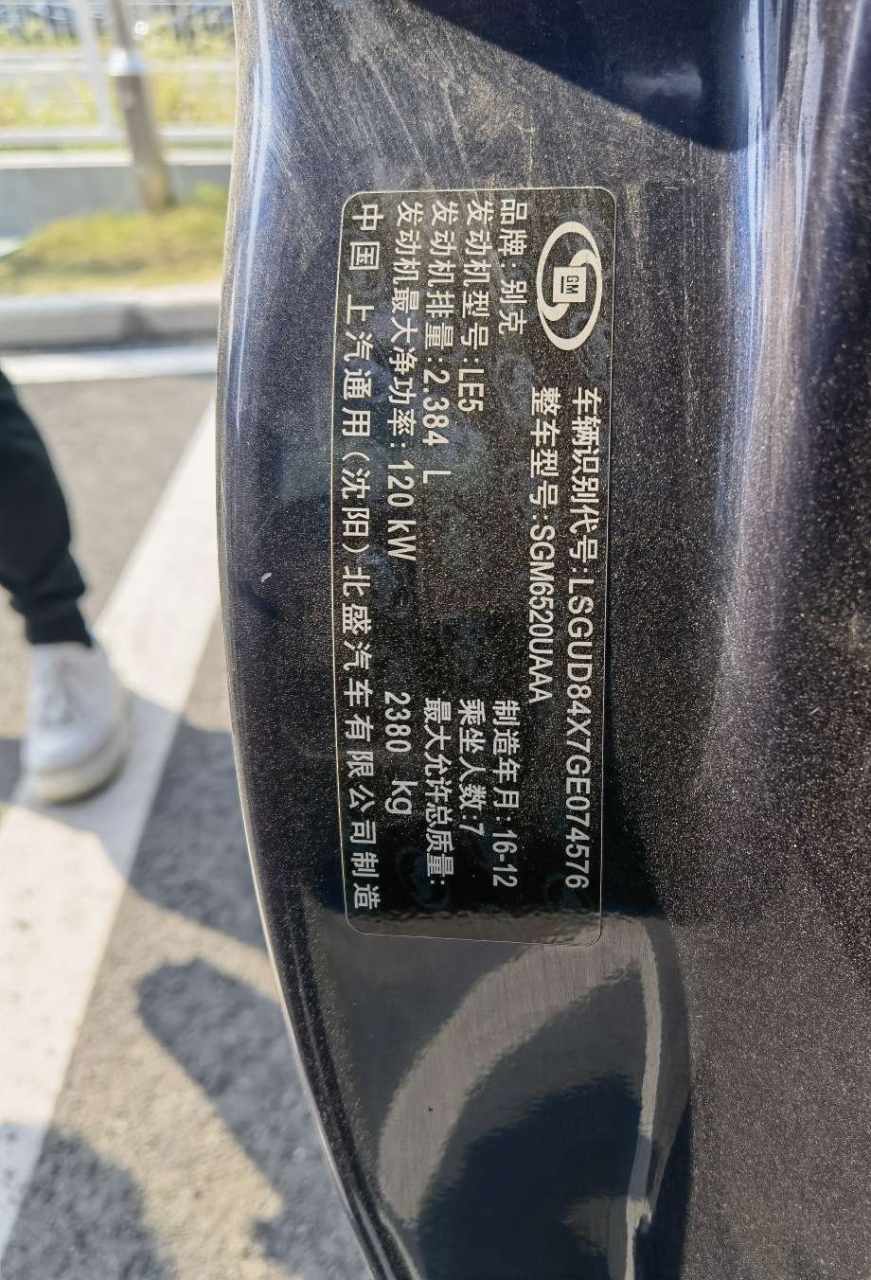 GM
车辆识别代号:LSGUD84X7GE074576
整车型号:SGM6520UAAA
品牌:别克 制造年月:16-12
发动机型号:LE5 乘坐人数:7
发动机排量:2.384 L 最大允许总质量:
发动机最大净功率:120 kW 2380 kg
中国 上汽通用(沈阳)北盛汽车有限公司制造